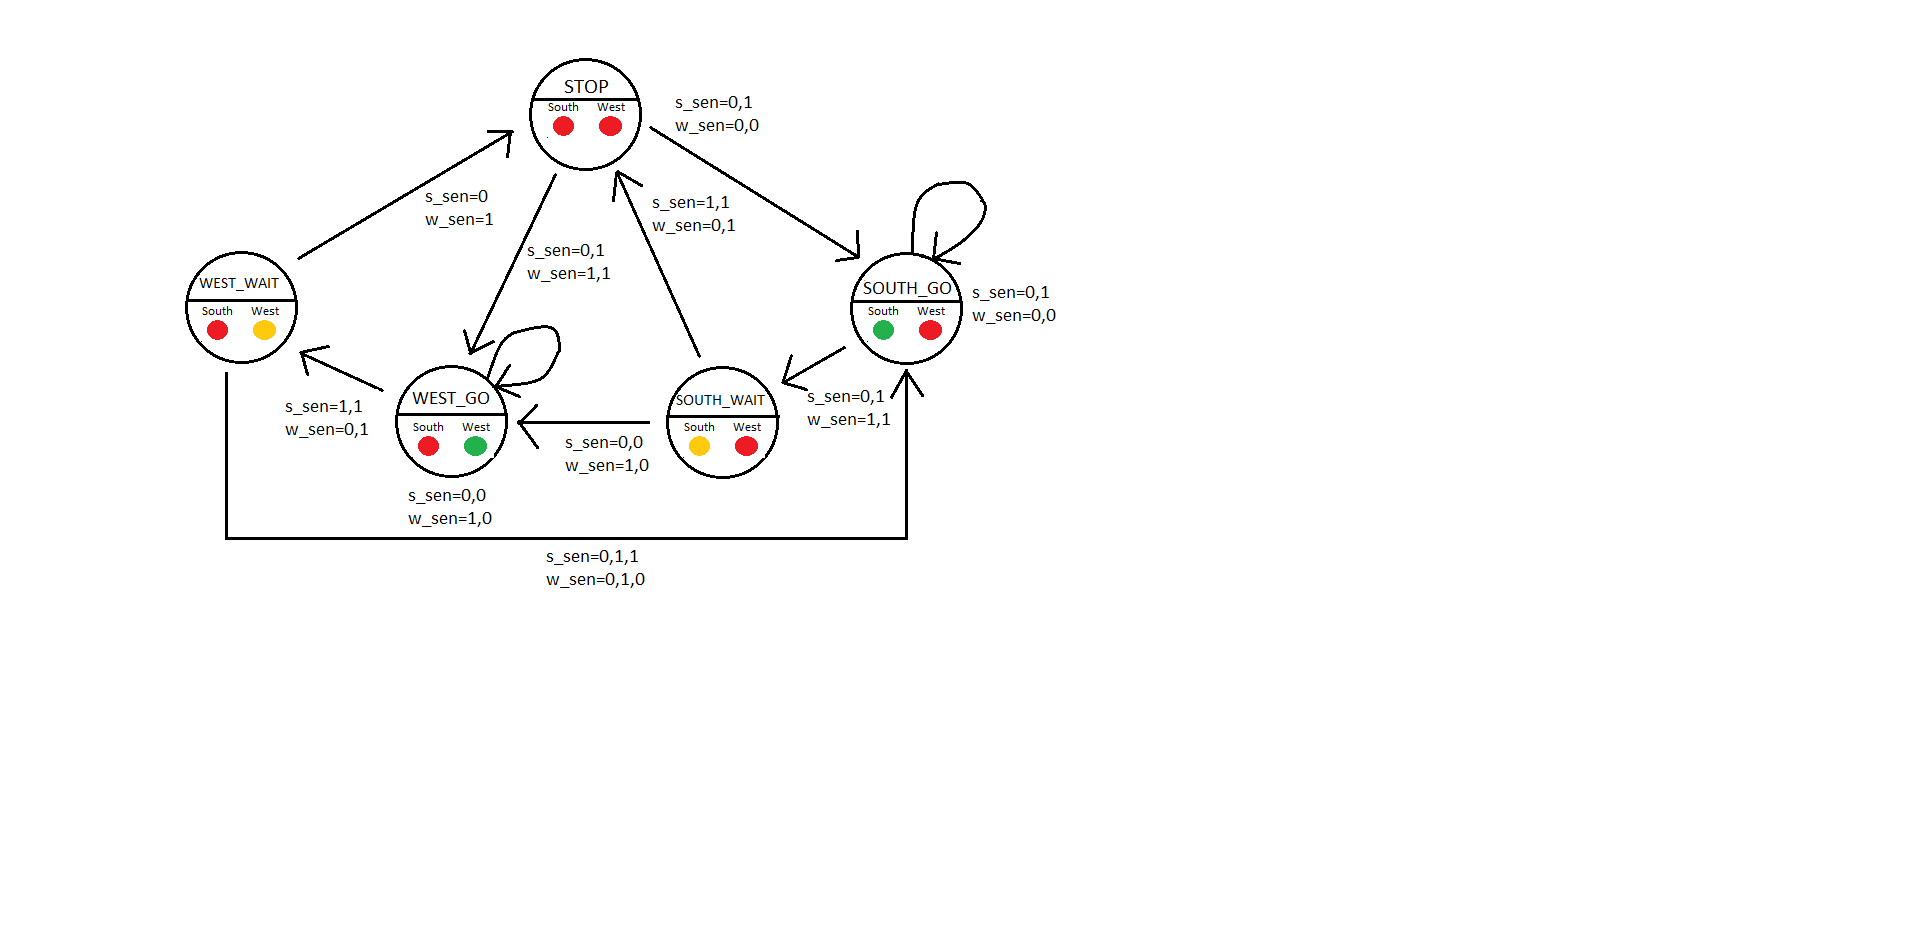 STOP
South West
s_sen=0,1
w_sen=0,0
s_sen=0
w_sen=1
s_sen=1,1
w_sen=0,1
s_sen=0,1
w_sen=1,1
WEST_WAIT
South West
SOUTH_GO
South West
s_sen=0,1
w_sen=0,0
s_sen=1,1
w_sen=0,1
WEST_GO
South West
SOUTH_WAIT
South West
s_sen=0,1
w_sen=1,1
s_sen=0,0
w_sen=1,0
s_sen=0,0
w_sen=1,0
s_sen=0,1,1
w_sen=0,1,0